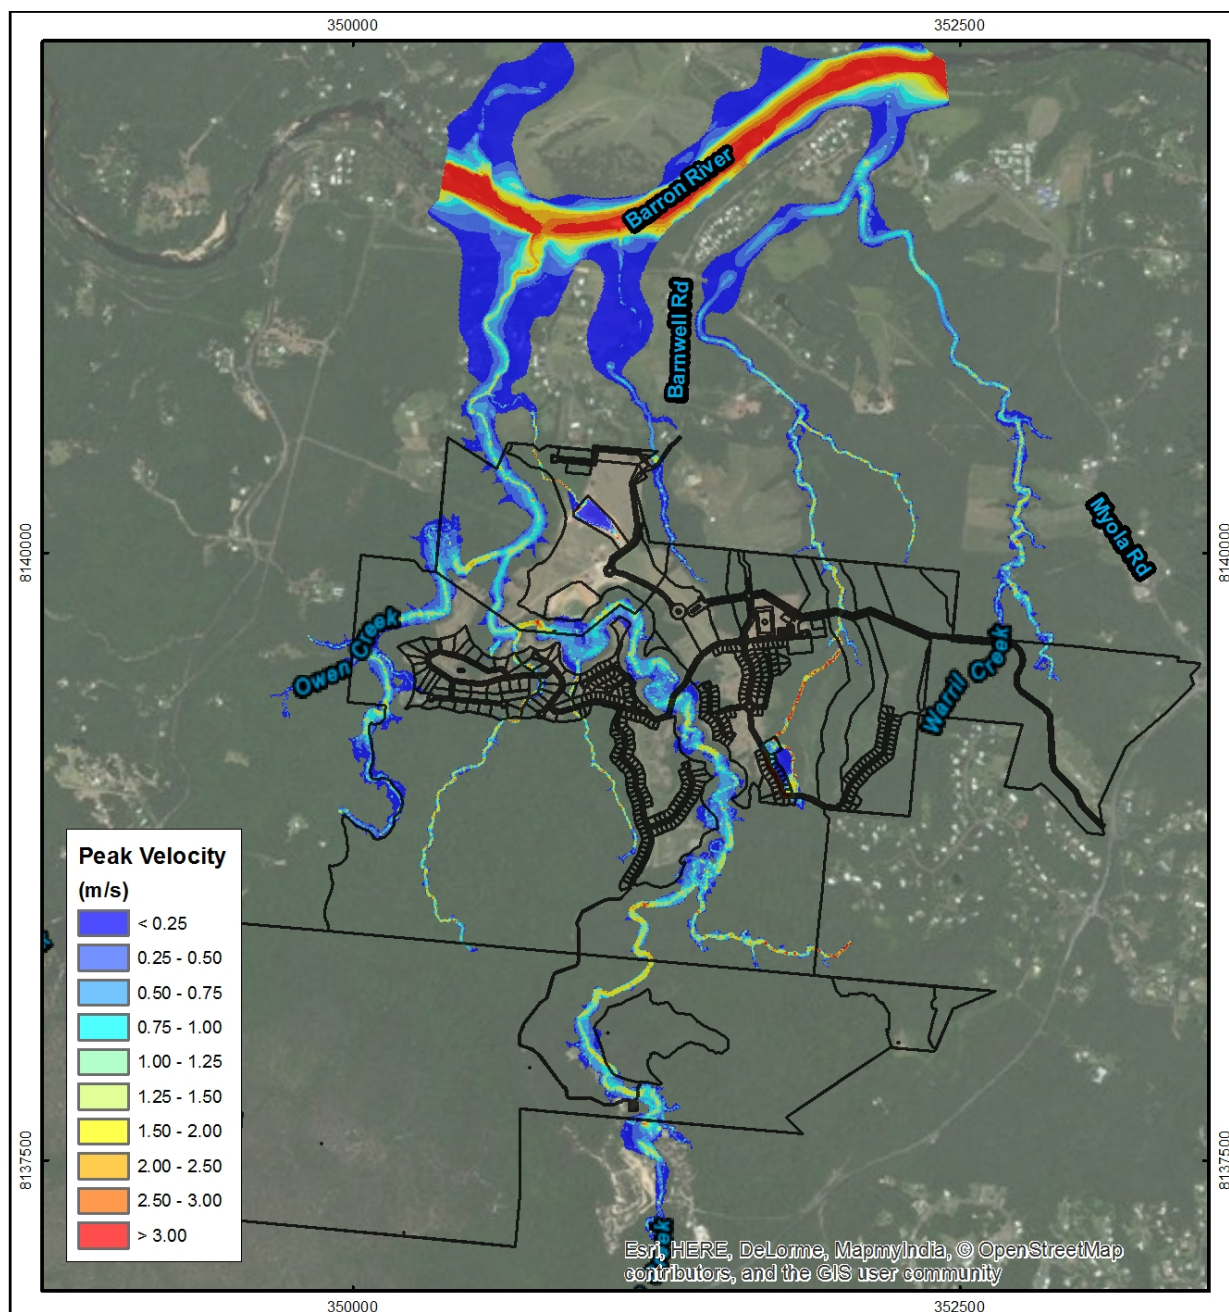 350000
352500
Barron River
Barnwell Rd
8140000
8140000
Myola Rd
Owen Creek
Warril Creek
Peak Velocity
(m/s)
< 0.25
0.25 - 0.50
0.50 - 0.75
0.75 - 1.00
1.00 - 1.25
1.25 - 1.50
1.50 - 2.00
2.00 - 2.50
2.50 - 3.00
> 3.00
8137500
8137500
Esri, HERE, DeLorme, MapmyIndia, © OpenStreetMap
contributors, and the GIS user community
350000
352500